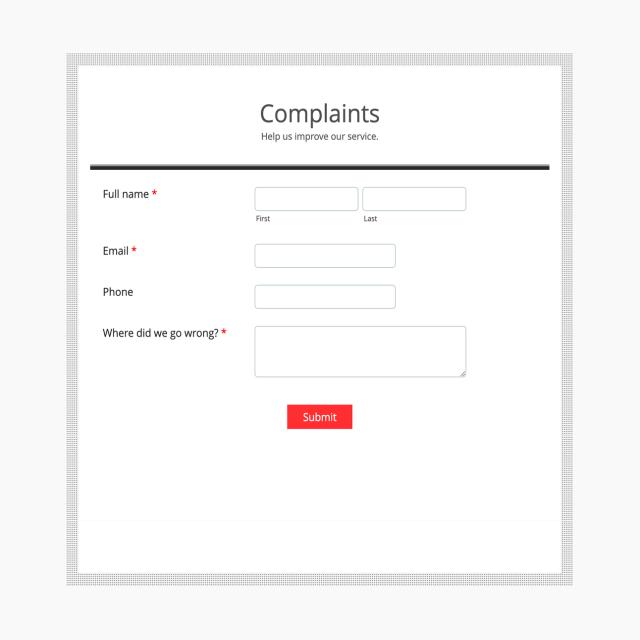 Complaints
Help us improve our service.
Full name *
First Last
Email *
Phone
Where did we go wrong? *
Submit